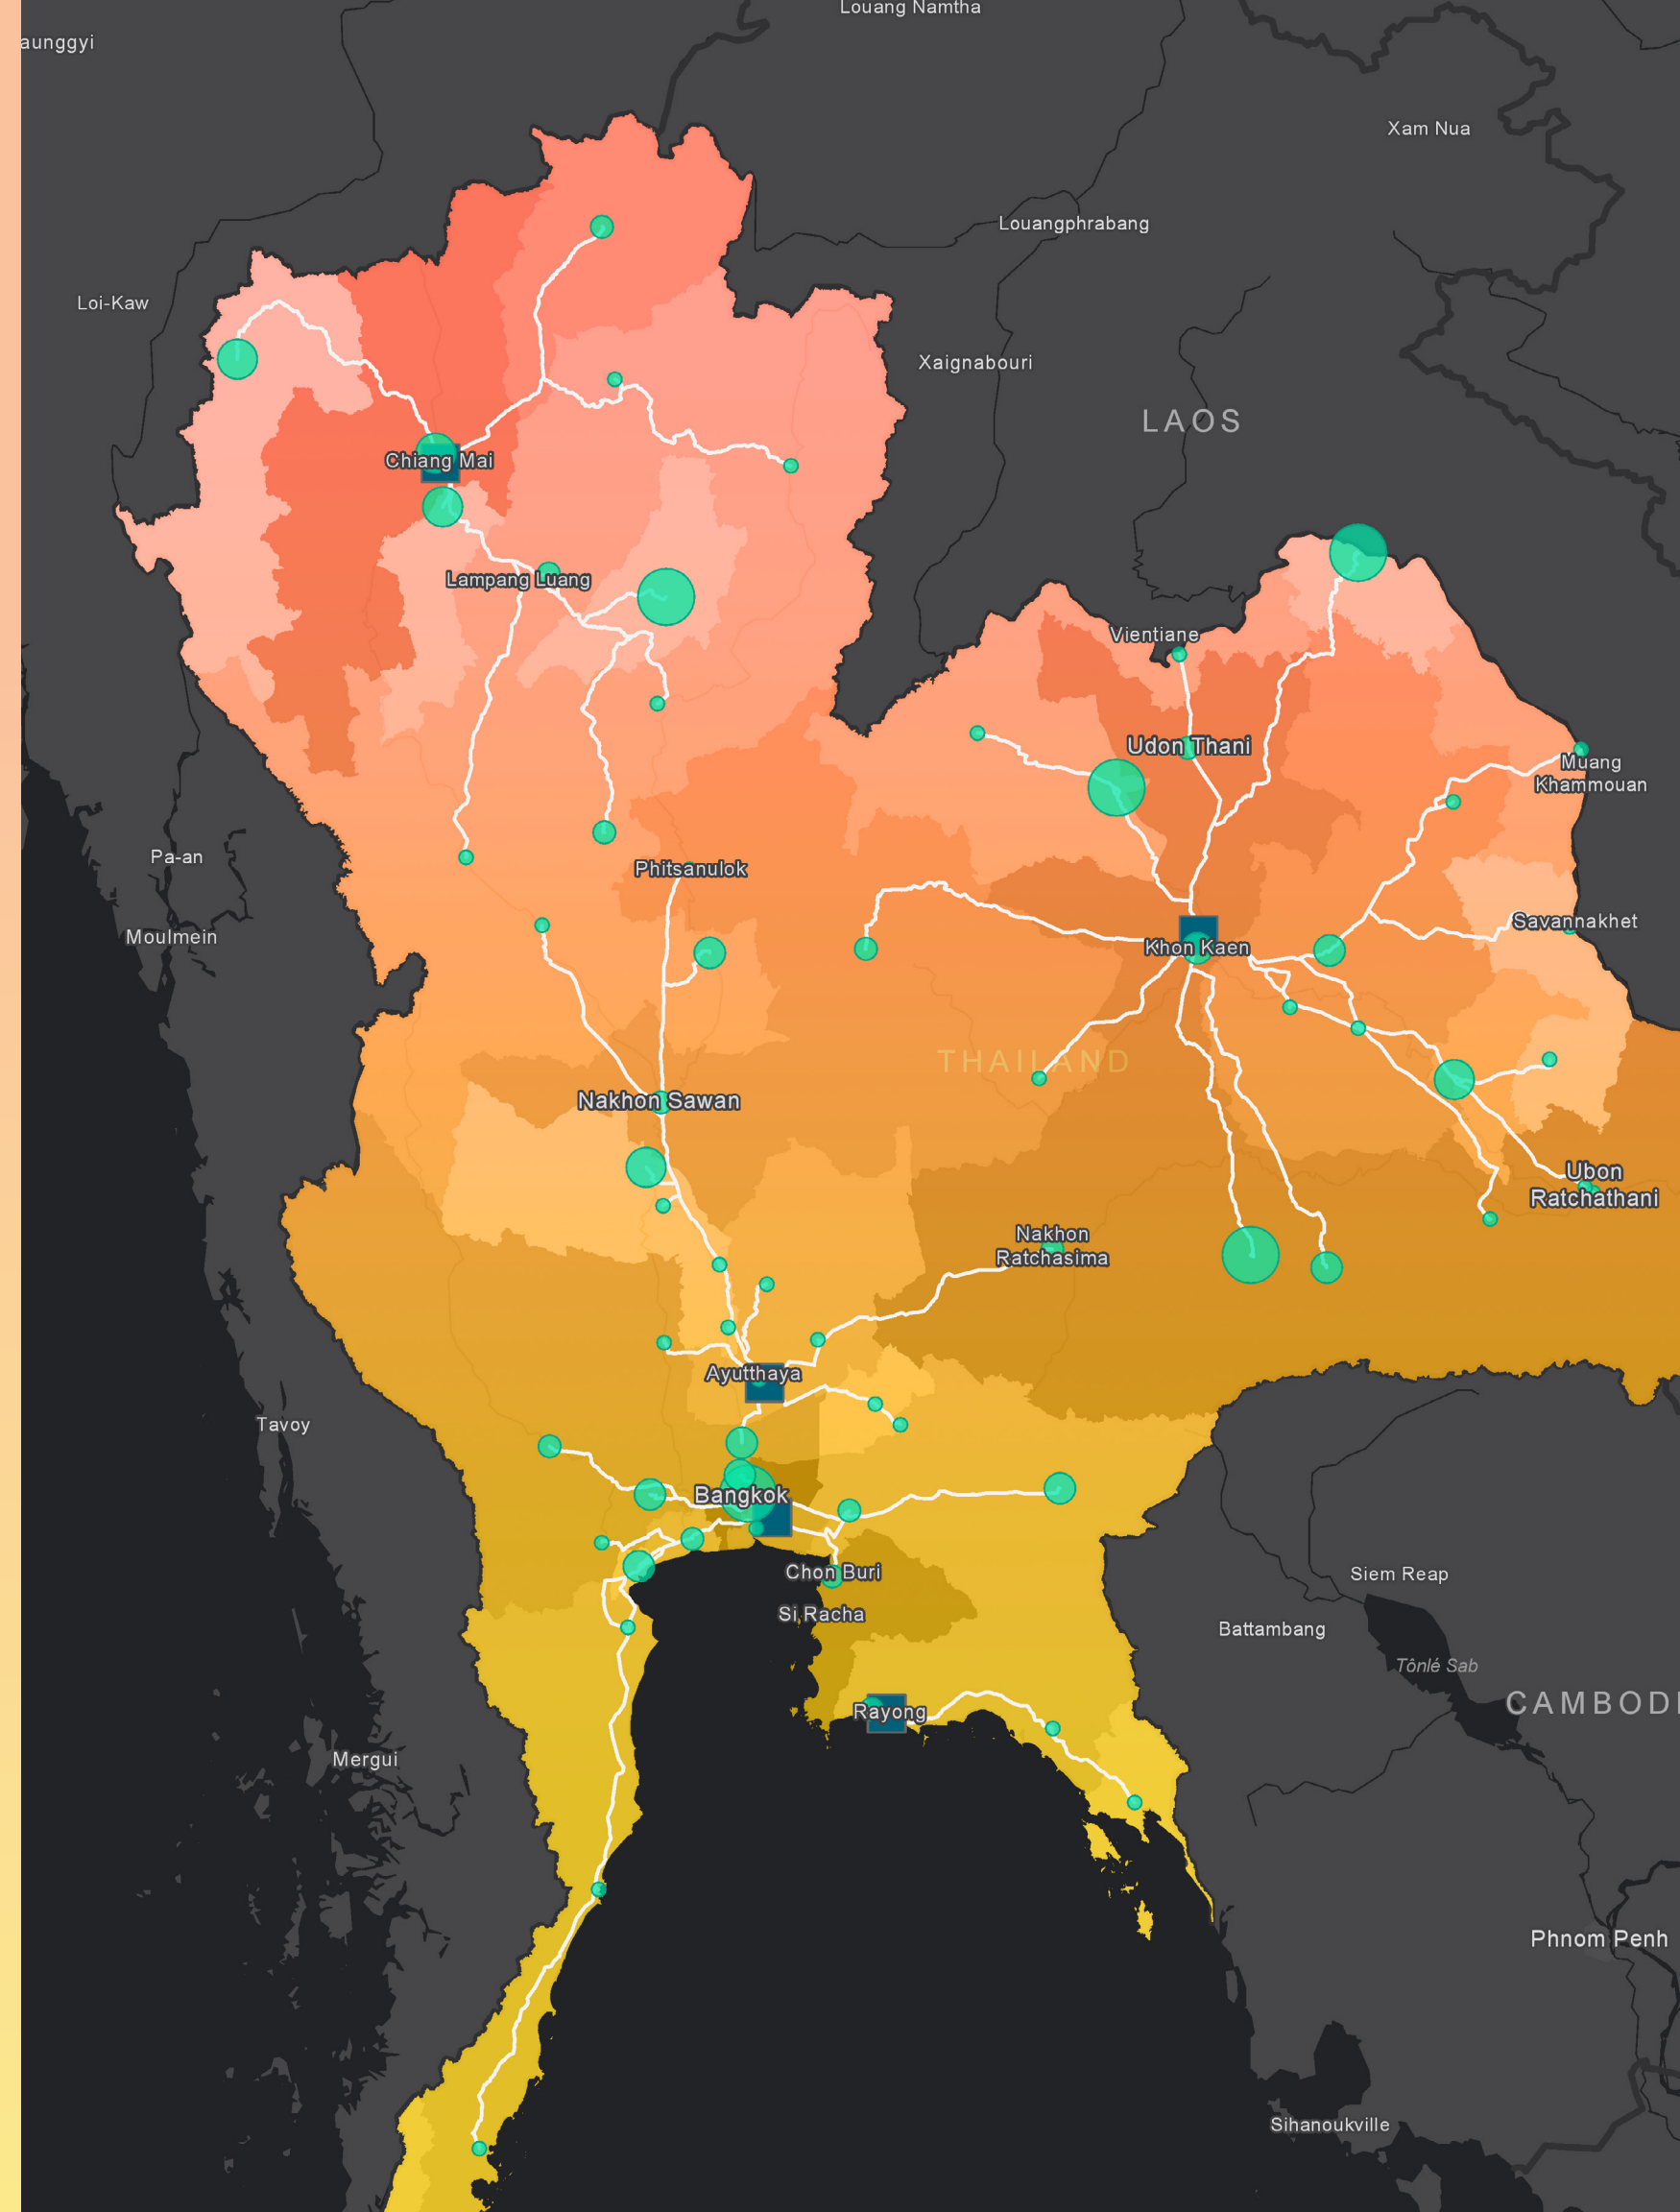 Louang Namtha
aunggyi
Xam Nua
Louangphrabang
Loi-Kaw
Xaignabouri
LAOS
Chiang Mai
Lampang Luang
Vientiane
Udon Thani
Muang
Khammouan
Pa-an
Phitsanulok
Savannakhet
Moulmein
Khon Kaen
THAILAND
Nakhon Sawan
Ubon
Ratchathani
Nakhon
Ratchasima
Ayutthaya
Tavoy
Bangkok
Chon Buri
Siem Reap
Si Racha
Battambang
Tônlé Sab
CAMBODI
Rayong
Mergui
Phnom Penh
Sihanoukville